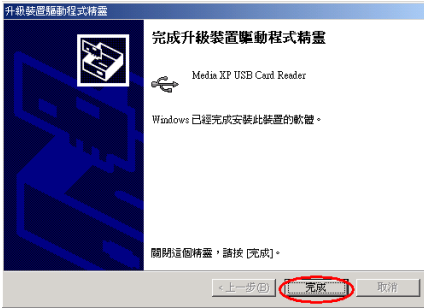 升級裝置驅動程式精靈
完成升級裝置驅動程式精靈
Media XP USB Card Reader
Windows 已經完成安裝此裝置的軟體。
關閉這個精靈，請按 [完成]。
<上一步(B)
完成
取消